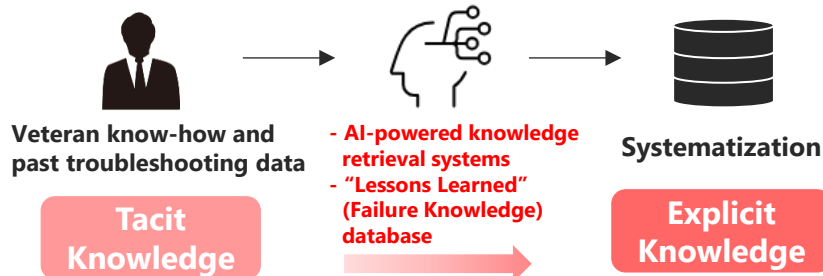 Veteran know-how and
past troubleshooting data
Tacit
Knowledge
- AI-powered knowledge
retrieval systems
- “Lessons Learned”
(Failure Knowledge)
database
Systematization
Explicit
Knowledge